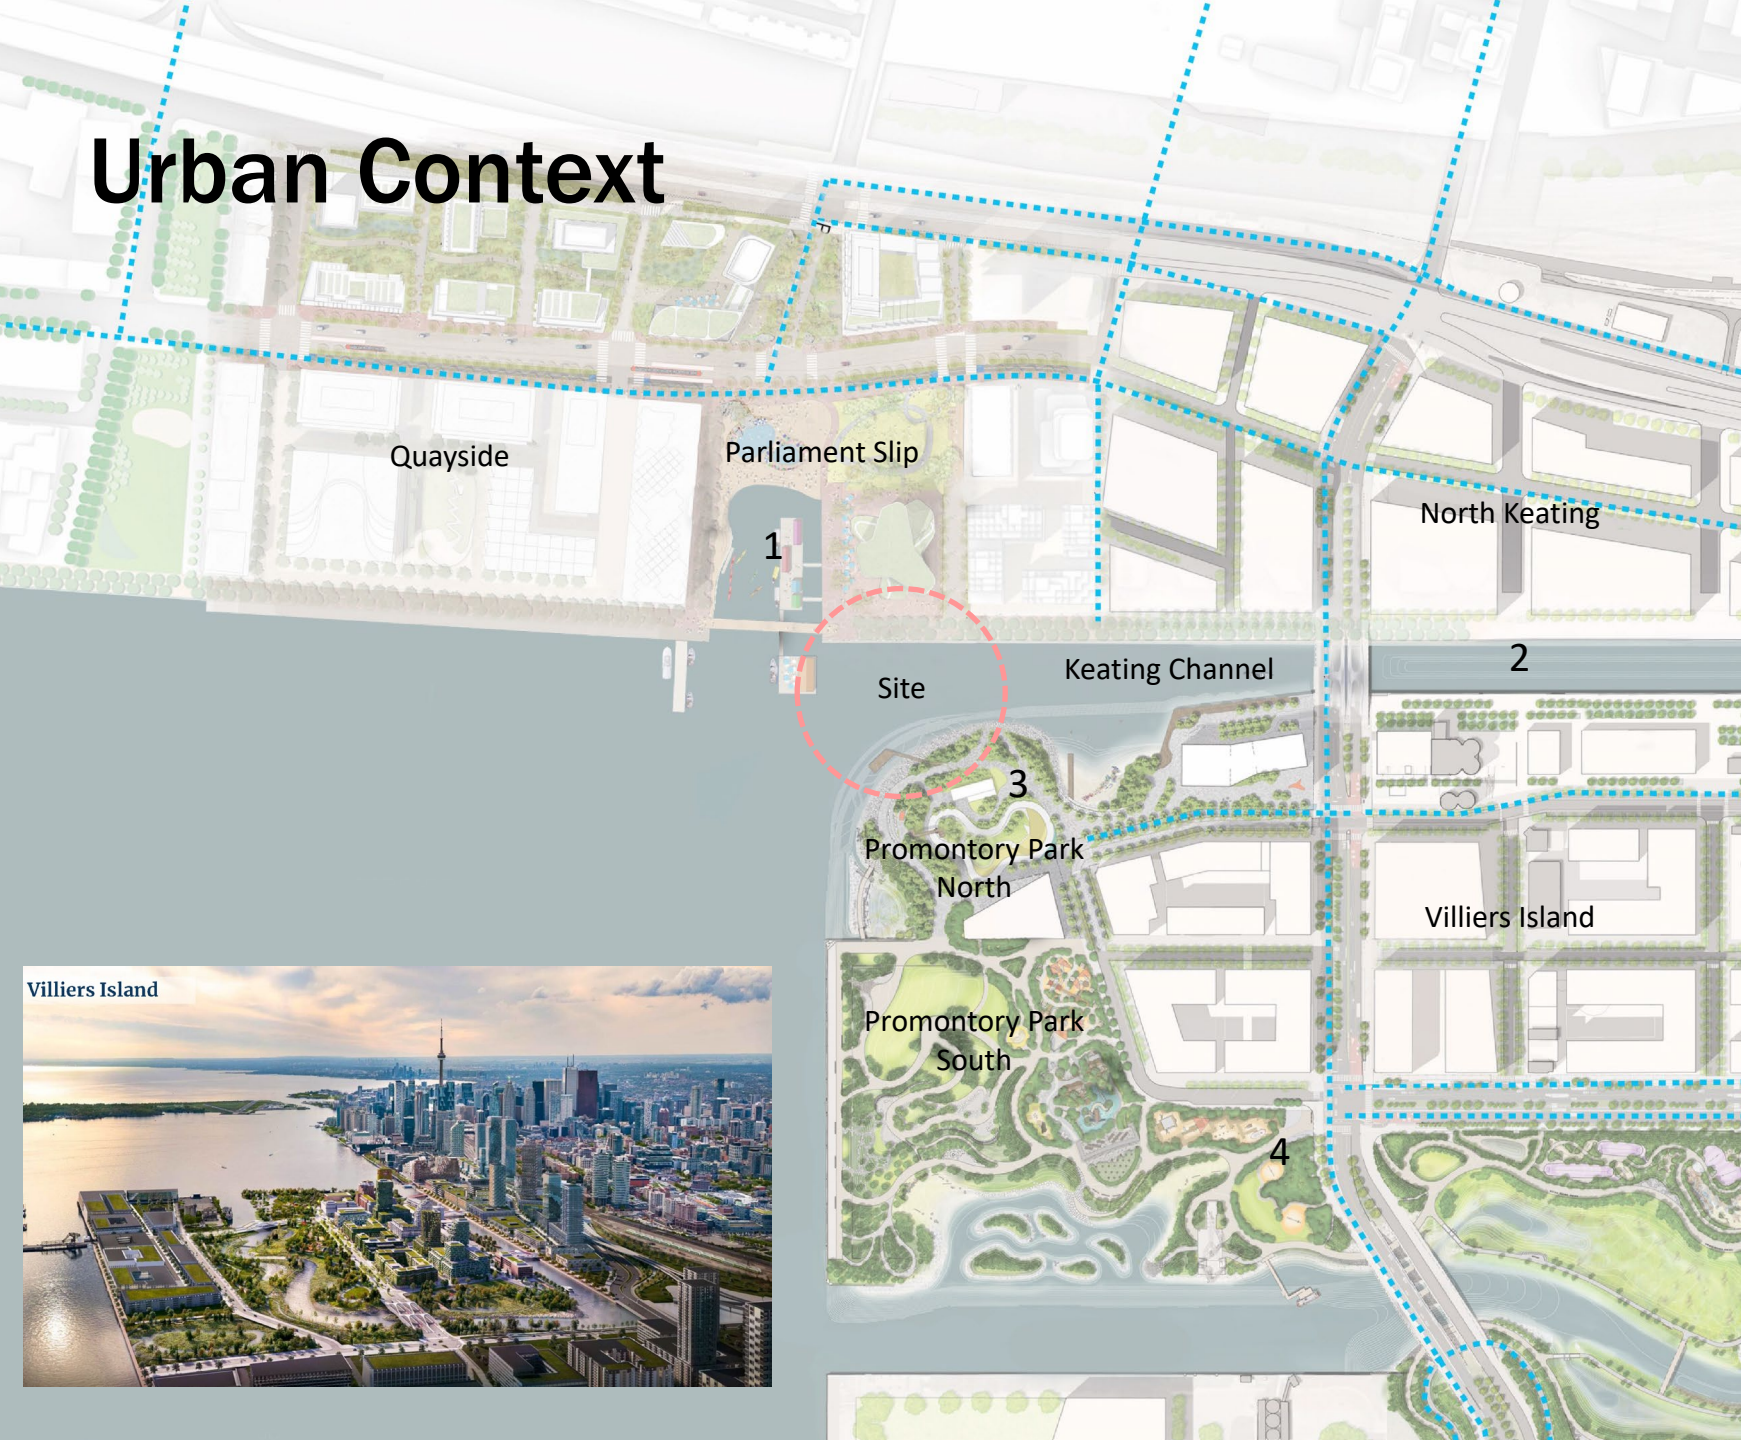 Urban Context
Quayside
Parliament Slip
1
North Keating
2
Keating Channel
Site
3
Promontory Park
North
Villiers Island
Villiers Island
Promontory Park
South
4